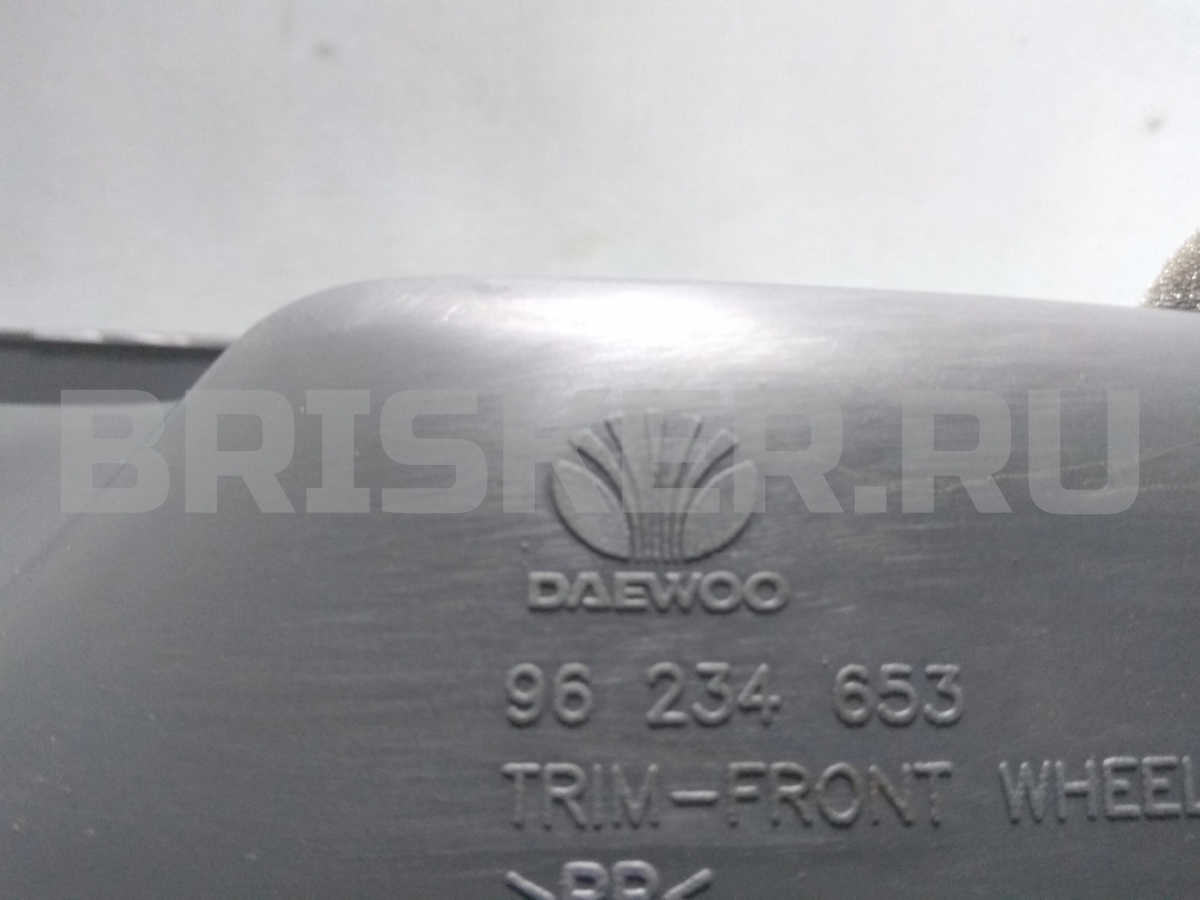 BRISKER.RU
DAEWOO
96 234 653
TRIM-FRONT WHEEL